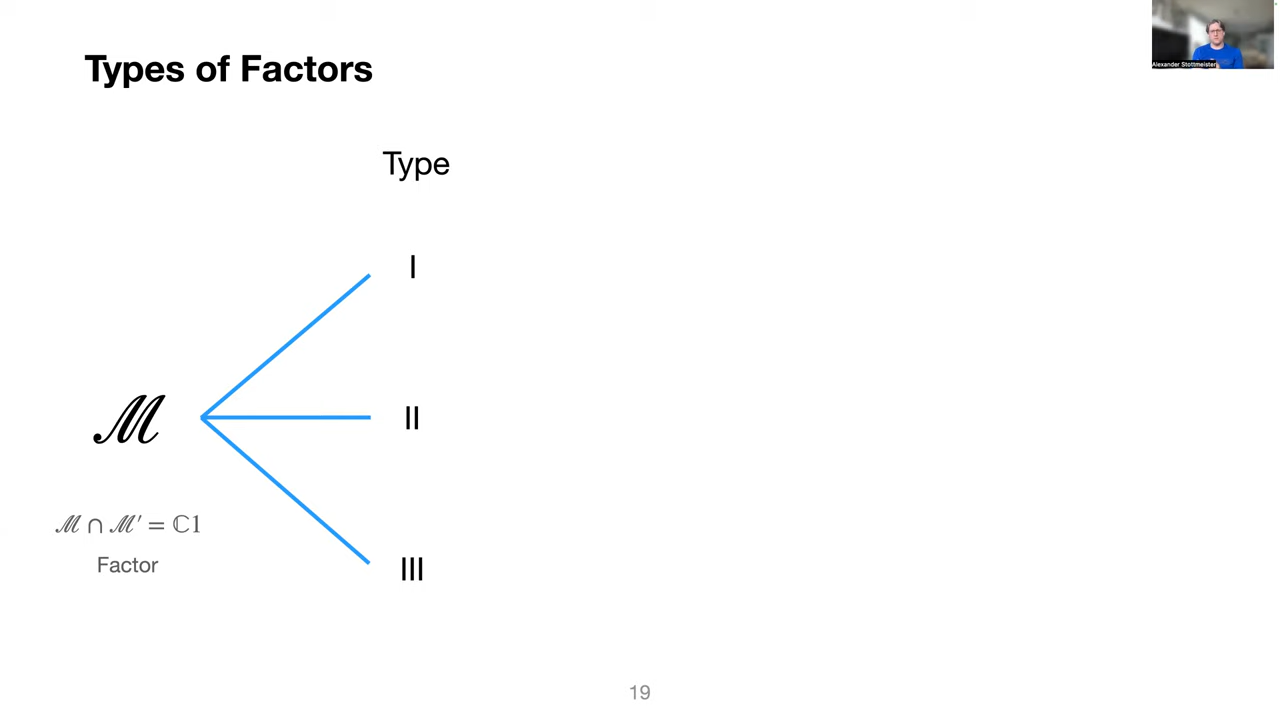 Types of Factors
Alexander Stottmeister
Type
I
II
ℳ
III
ℳ ∩ ℳ′ = ℂ1
Factor
19